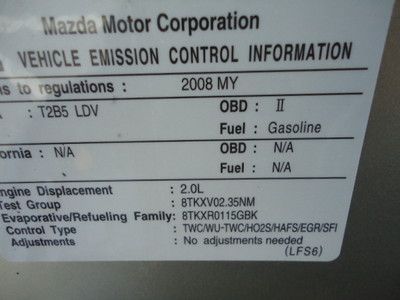 Mazda Motor Corporation
VEHICLE EMISSION CONTROL INFORMATION
ns to regulations : 2008 MY
A : T2B5 LDV OBD : II
Fuel : Gasoline
ornia : N/A N/A
ngine Displacement : 2.0L
Test Group : 8TKXV02.35NM
Evaporative/Refueling Family: 8TKXR0115GBK
Control Type : TWC/WU-TWC/HO2S/HAFS/EGR/SFI
Adjustments : No adjustments needed
(LFS6)